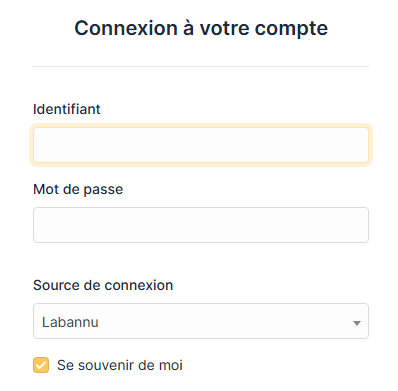 Connexion à votre compte
Identifiant
Mot de passe
Source de connexion
Labannu
Se souvenir de moi